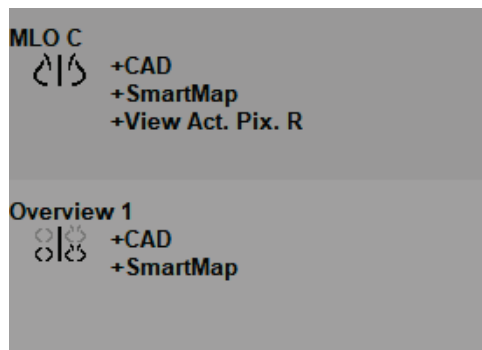 MLO C
+CAD
+SmartMap
+View Act. Pix. R
Overview 1
+CAD
+SmartMap